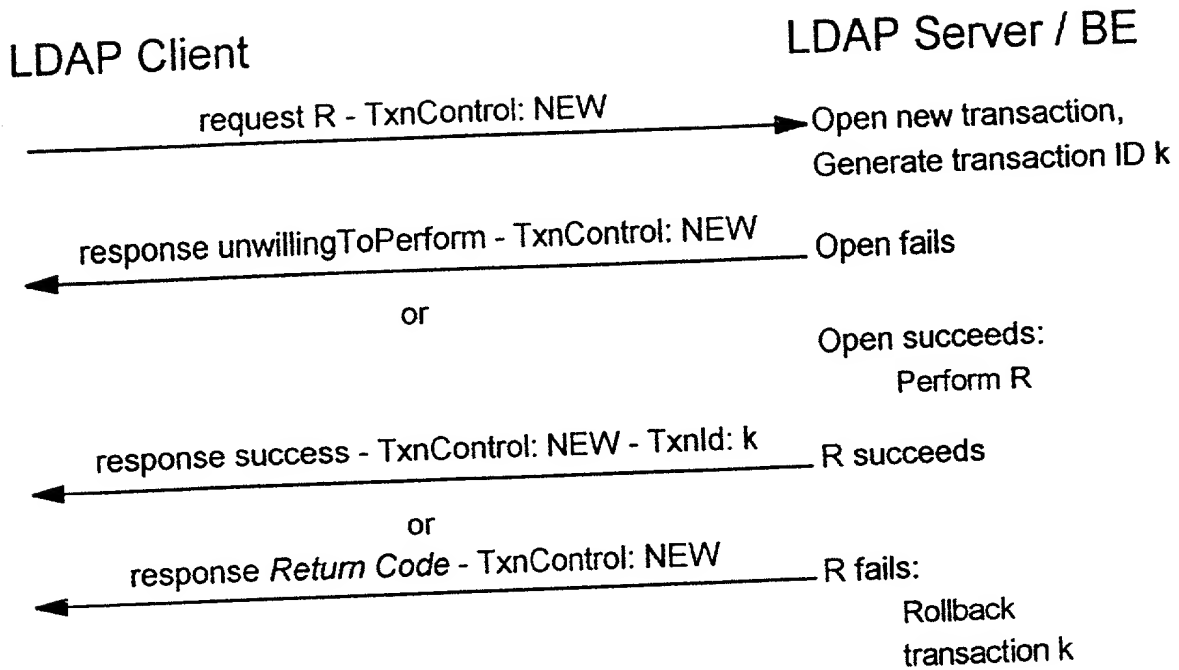 LDAP Client
LDAP Server / BE
request R - TxnControl: NEW
Open new transaction,
Generate transaction ID k
response unwillingToPerform - TxnControl: NEW
Open fails
or
Open succeeds:
Perform R
response success - TxnControl: NEW - TxnId: k
R succeeds
or
response Return Code - TxnControl: NEW
R fails:
Rollback
transaction k